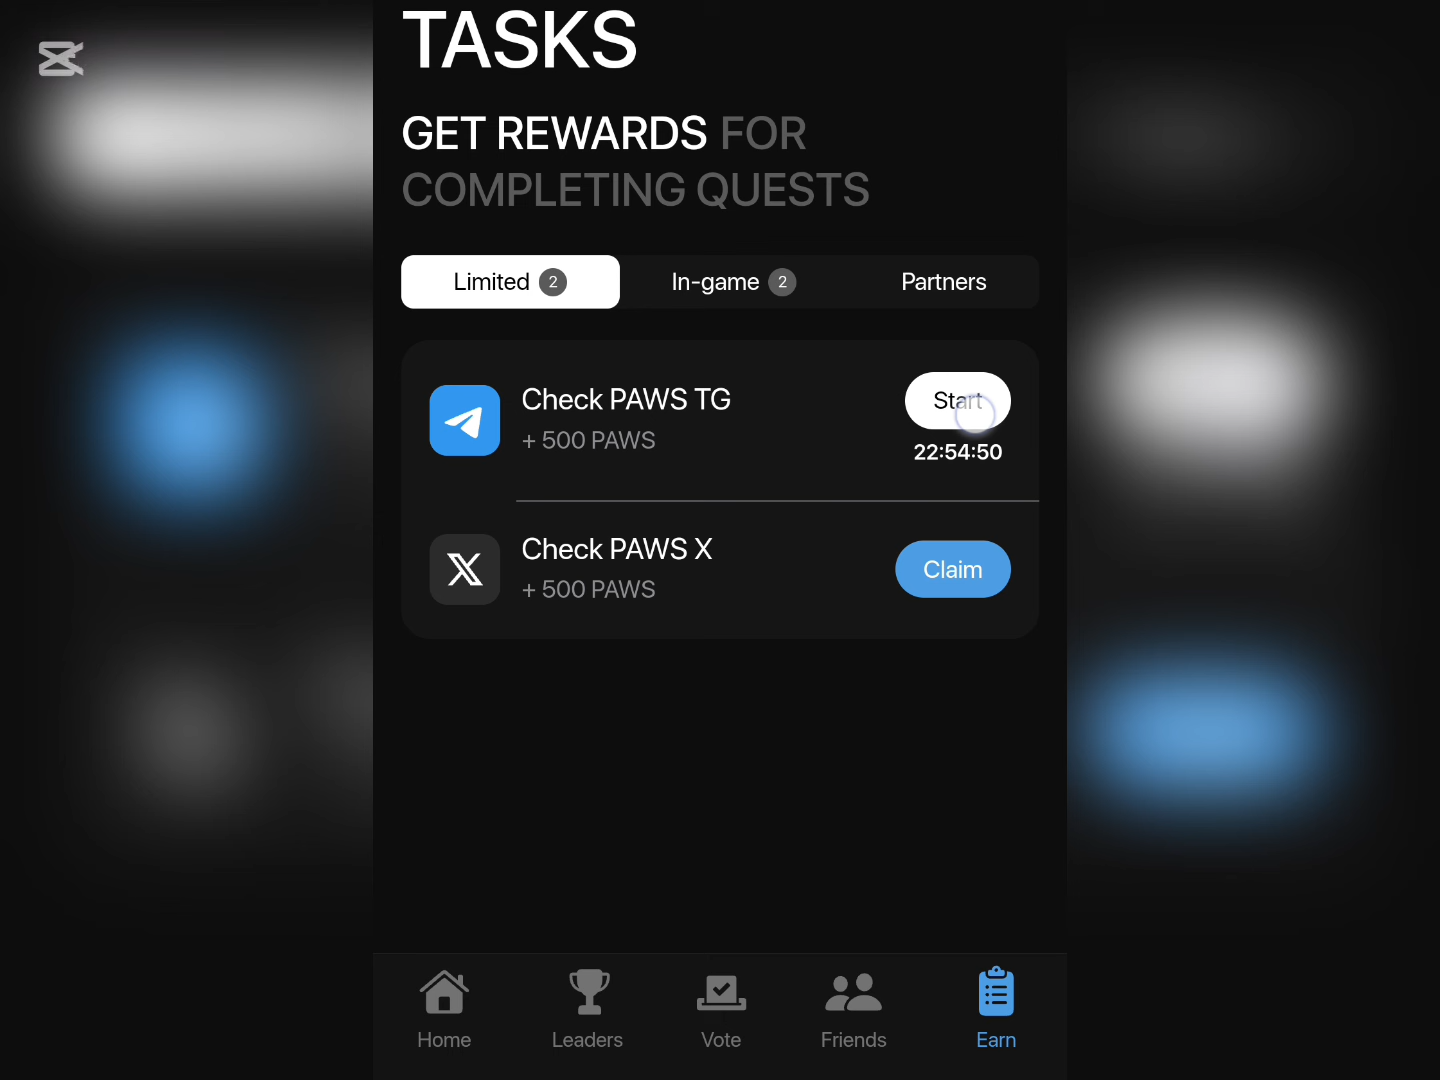 TASKS
GET REWARDS FOR
COMPLETING QUESTS
Limited 2
In-game 2
Partners
Check PAWS TG
+ 500 PAWS
Start
22:54:50
Check PAWS X
+ 500 PAWS
Claim
Home
Leaders
Vote
Friends
Earn